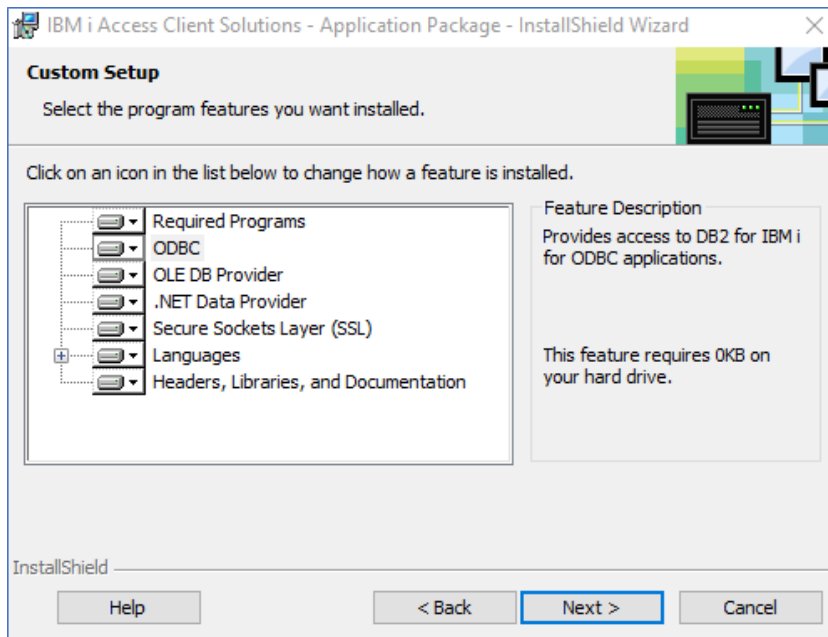 IBM i Access Client Solutions - Application Package - InstallShield Wizard
Custom Setup
Select the program features you want installed.
Click on an icon in the list below to change how a feature is installed.
Required Programs
ODBC
OLE DB Provider
.NET Data Provider
Secure Sockets Layer (SSL)
Languages
Headers, Libraries, and Documentation
Feature Description
Provides access to DB2 for IBM i
for ODBC applications.
This feature requires 0KB on
your hard drive.
InstallShield
Help
< Back
Next >
Cancel